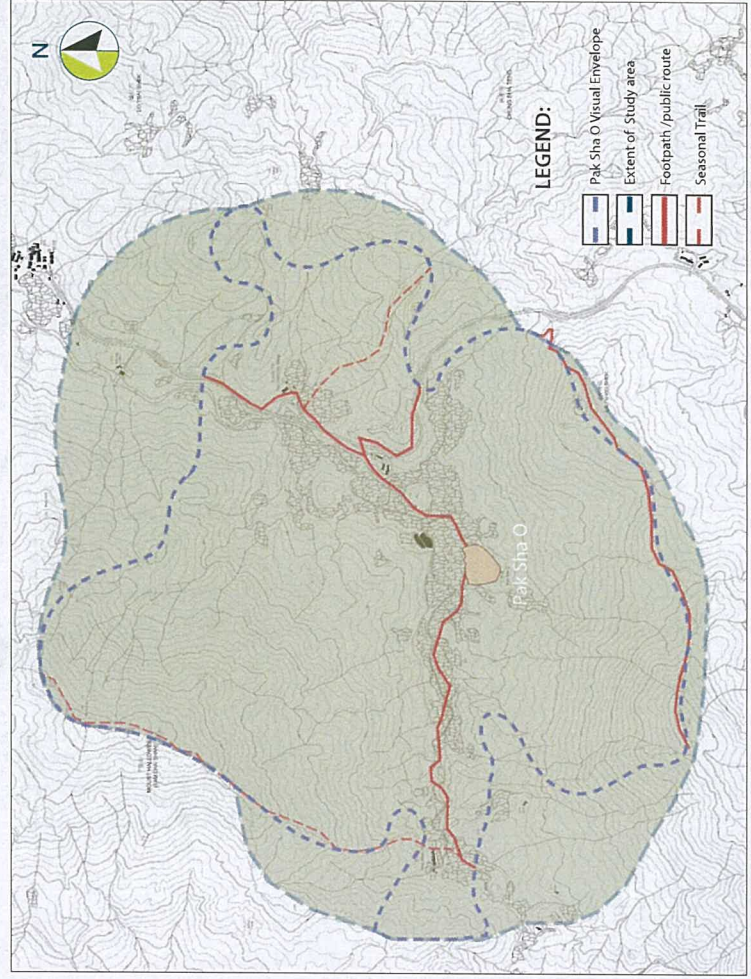 N
LEGEND:
Pak Sha O Visual Envelope
Extent of Study area
Footpath /public route
Seasonal Trail
Pak Sha O